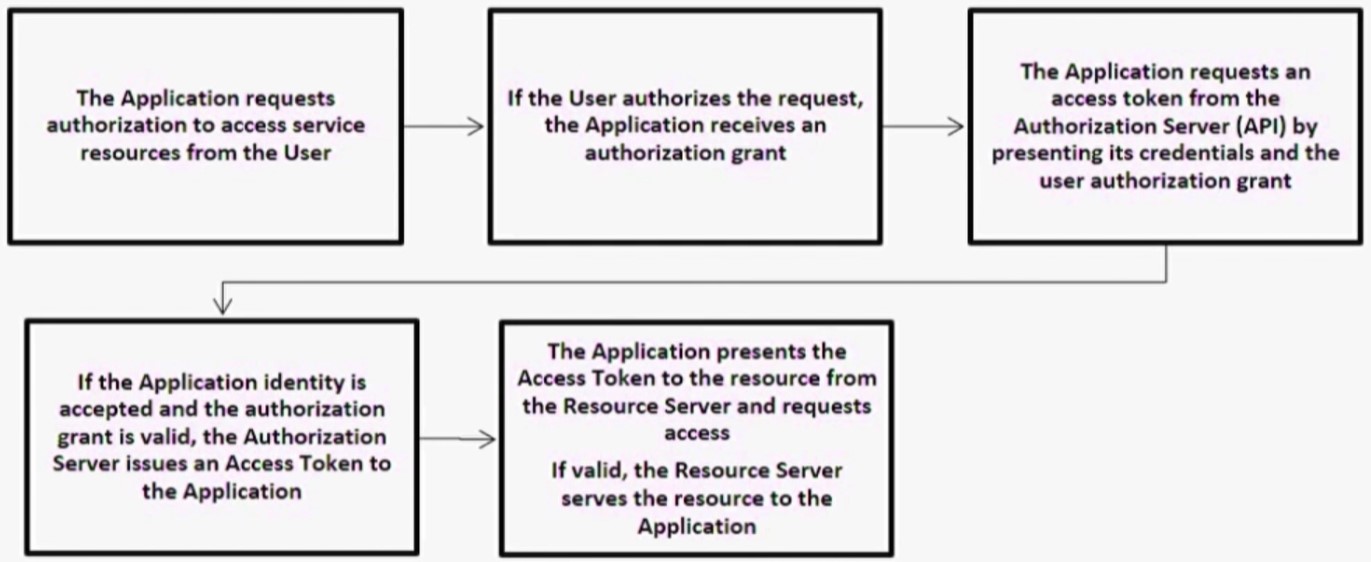 The Application requests
authorization to access service
resources from the User
If the User authorizes the request,
the Application receives an
authorization grant
The Application requests an
access token from the
Authorization Server (API) by
presenting its credentials and the
user authorization grant
If the Application identity is
accepted and the authorization
grant is valid, the Authorization
Server issues an Access Token to
the Application
The Application presents the
Access Token to the resource from
the Resource Server and requests
access
If valid, the Resource Server
serves the resource to the
Application